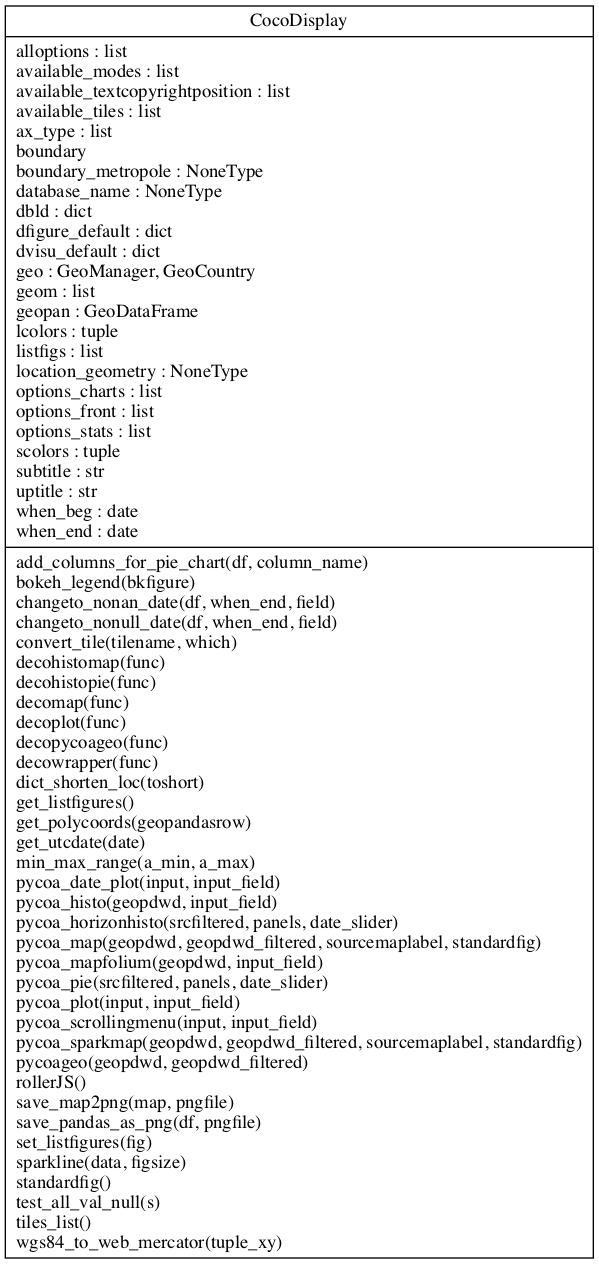 CocoDisplay
alloptions : list
available_modes : list
available_textcopyrightposition : list
available_tiles : list
ax_type : list
boundary
boundary_metropole : NoneType
database_name : NoneType
dbld : dict
dfigure_default : dict
dvisu_default : dict
geo : GeoManager, GeoCountry
geom : list
geopan : GeoDataFrame
lcolors : tuple
listfigs : list
location_geometry : NoneType
options_charts : list
options_front : list
options_stats : list
scolors : tuple
subtitle : str
uptitle : str
when_beg : date
when_end : date
add_columns_for_pie_chart(df, column_name)
bokeh_legend(bkfigure)
changeto_nonan_date(df, when_end, field)
changeto_nonull_date(df, when_end, field)
convert_tile(tilename, which)
decohistomap(func)
decohistopie(func)
decomap(func)
decoplot(func)
decopycoageo(func)
decowrapper(func)
dict_shorten_loc(toshort)
get_listfigures()
get_polycoords(geopandasrow)
get_utcdate(date)
min_max_range(a_min, a_max)
pycoa_date_plot(input, input_field)
pycoa_histo(geopdwd, input_field)
pycoa_horizonhisto(srcfiltered, panels, date_slider)
pycoa_map(geopdwd, geopdwd_filtered, sourcemaplabel, standardfig)
pycoa_mapfolium(geopdwd, input_field)
pycoa_pie(srcfiltered, panels, date_slider)
pycoa_plot(input, input_field)
pycoa_scrollingmenu(input, input_field)
pycoa_sparkmap(geopdwd, geopdwd_filtered, sourcemaplabel, standardfig)
pycoageo(geopdwd, geopdwd_filtered)
rollerJS()
save_map2png(map, pngfile)
save_pandas_as_png(df, pngfile)
set_listfigures(fig)
sparkline(data, figsize)
standardfig()
test_all_val_null(s)
tiles_list()
wgs84_to_web_mercator(tuple_xy)